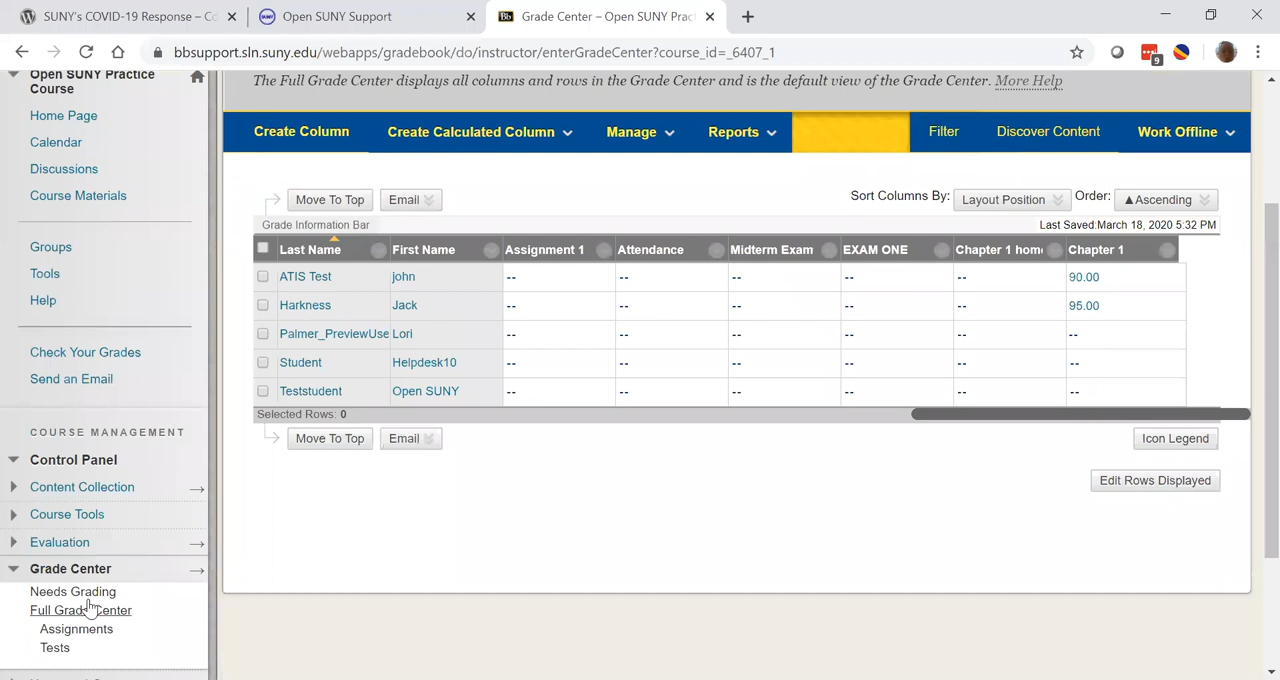 SUNY's COVID-19 Response – Co
Open SUNY Support
Grade Center – Open SUNY Prac
bbsupport.sln.suny.edu/webapps/gradebook/do/instructor/enterGradeCenter?course_id=_6407_1
9
Open SUNY Practice
Course
Home Page
Calendar
Discussions
Course Materials
Groups
Tools
Help
Check Your Grades
Send an Email
COURSE MANAGEMENT
Control Panel
Content Collection
Course Tools
Evaluation
Grade Center
Needs Grading
Full Grade Center
Assignments
Tests
The Full Grade Center displays all columns and rows in the Grade Center and is the default view of the Grade Center. More Help
Create Column Create Calculated Column Manage Reports Filter Discover Content Work Offline
Move To Top Email Sort Columns By: Layout Position Order: ▲Ascending
Grade Information Bar Last Saved:March 18, 2020 5:32 PM
Last Name First Name Assignment 1 Attendance Midterm Exam EXAM ONE Chapter 1 hom Chapter 1
ATIS Test john -- -- -- -- -- 90.00
Harkness Jack -- -- -- -- -- 95.00
Palmer_PreviewUse Lori -- -- -- -- -- --
Student Helpdesk10 -- -- -- -- -- --
Teststudent Open SUNY -- -- -- -- -- --
Selected Rows: 0
Move To Top Email Icon Legend
Edit Rows Displayed